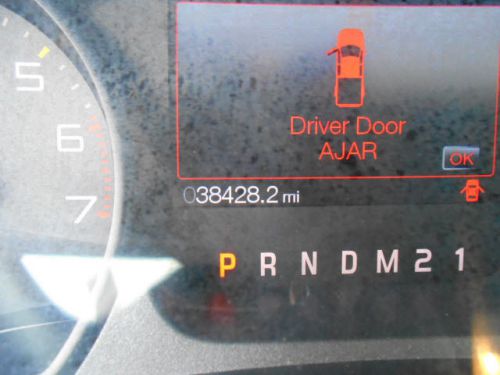 5
6
7
Driver Door
AJAR
OK
038428.2 mi
P R N D M 2 1